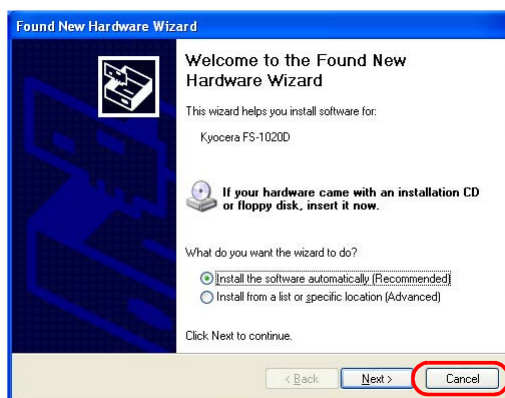 Found New Hardware Wizard
Welcome to the Found New
Hardware Wizard
This wizard helps you install software for:
Kyocera FS-1020D
If your hardware came with an installation CD
or floppy disk, insert it now.
What do you want the wizard to do?
Install the software automatically (Recommended)
Install from a list or specific location (Advanced)
Click Next to continue.
< Back
Next >
Cancel